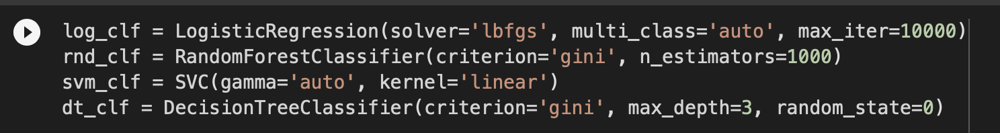 log_clf = LogisticRegression(solver='lbfgs', multi_class='auto', max_iter=10000)
rnd_clf = RandomForestClassifier(criterion='gini', n_estimators=1000)
svm_clf = SVC(gamma='auto', kernel='linear')
dt_clf = DecisionTreeClassifier(criterion='gini', max_depth=3, random_state=0)